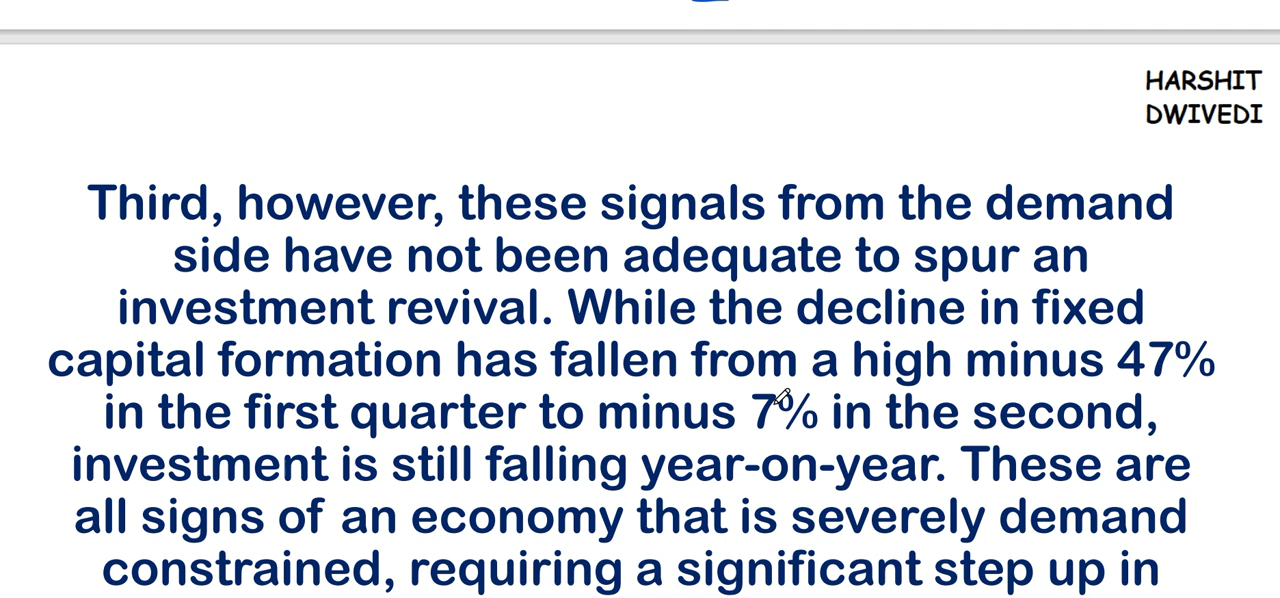 HARSHIT
DWIVEDI
Third, however, these signals from the demand
side have not been adequate to spur an
investment revival. While the decline in fixed
capital formation has fallen from a high minus 47%
in the first quarter to minus 7% in the second,
investment is still falling year-on-year. These are
all signs of an economy that is severely demand
constrained, requiring a significant step up in